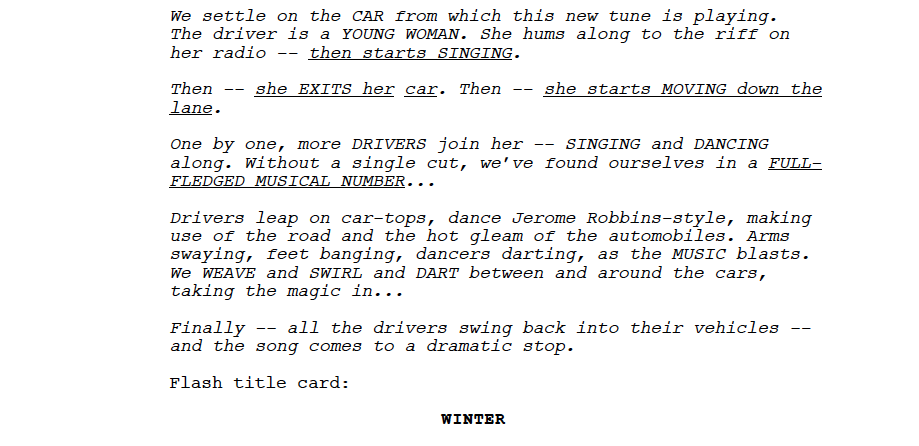 We settle on the CAR from which this new tune is playing.
The driver is a YOUNG WOMAN. She hums along to the riff on
her radio -- then starts SINGING.
Then -- she EXITS her car. Then -- she starts MOVING down the
lane.
One by one, more DRIVERS join her -- SINGING and DANCING
along. Without a single cut, we've found ourselves in a FULL-
FLEDGED MUSICAL NUMBER...
Drivers leap on car-tops, dance Jerome Robbins-style, making
use of the road and the hot gleam of the automobiles. Arms
swaying, feet banging, dancers darting, as the MUSIC blasts.
We WEAVE and SWIRL and DART between and around the cars,
taking the magic in...
Finally -- all the drivers swing back into their vehicles --
and the song comes to a dramatic stop.
Flash title card:
WINTER